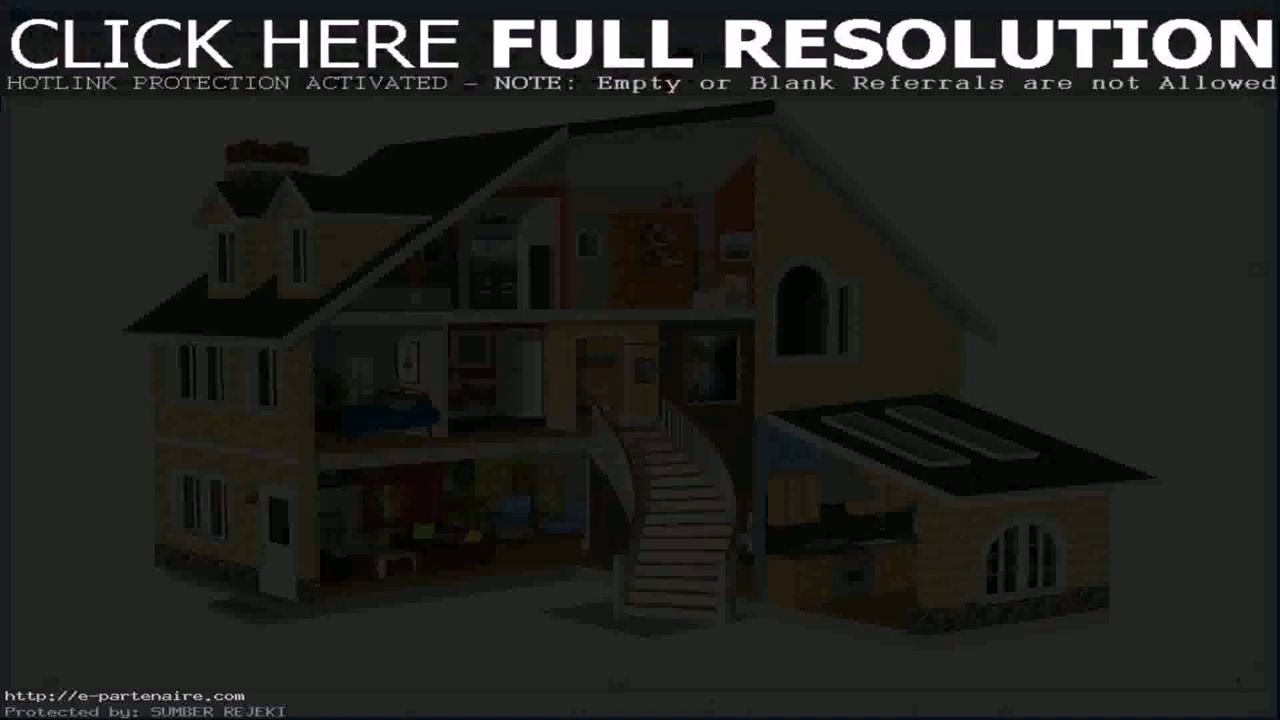 CLICK HERE FULL RESOLUTION
HOTLINK PROTECTION ACTIVATED – NOTE: Empty or Blank Referrals are not Allowed
http://e-partenaire.com
Protected by: SUMBER REJEKI